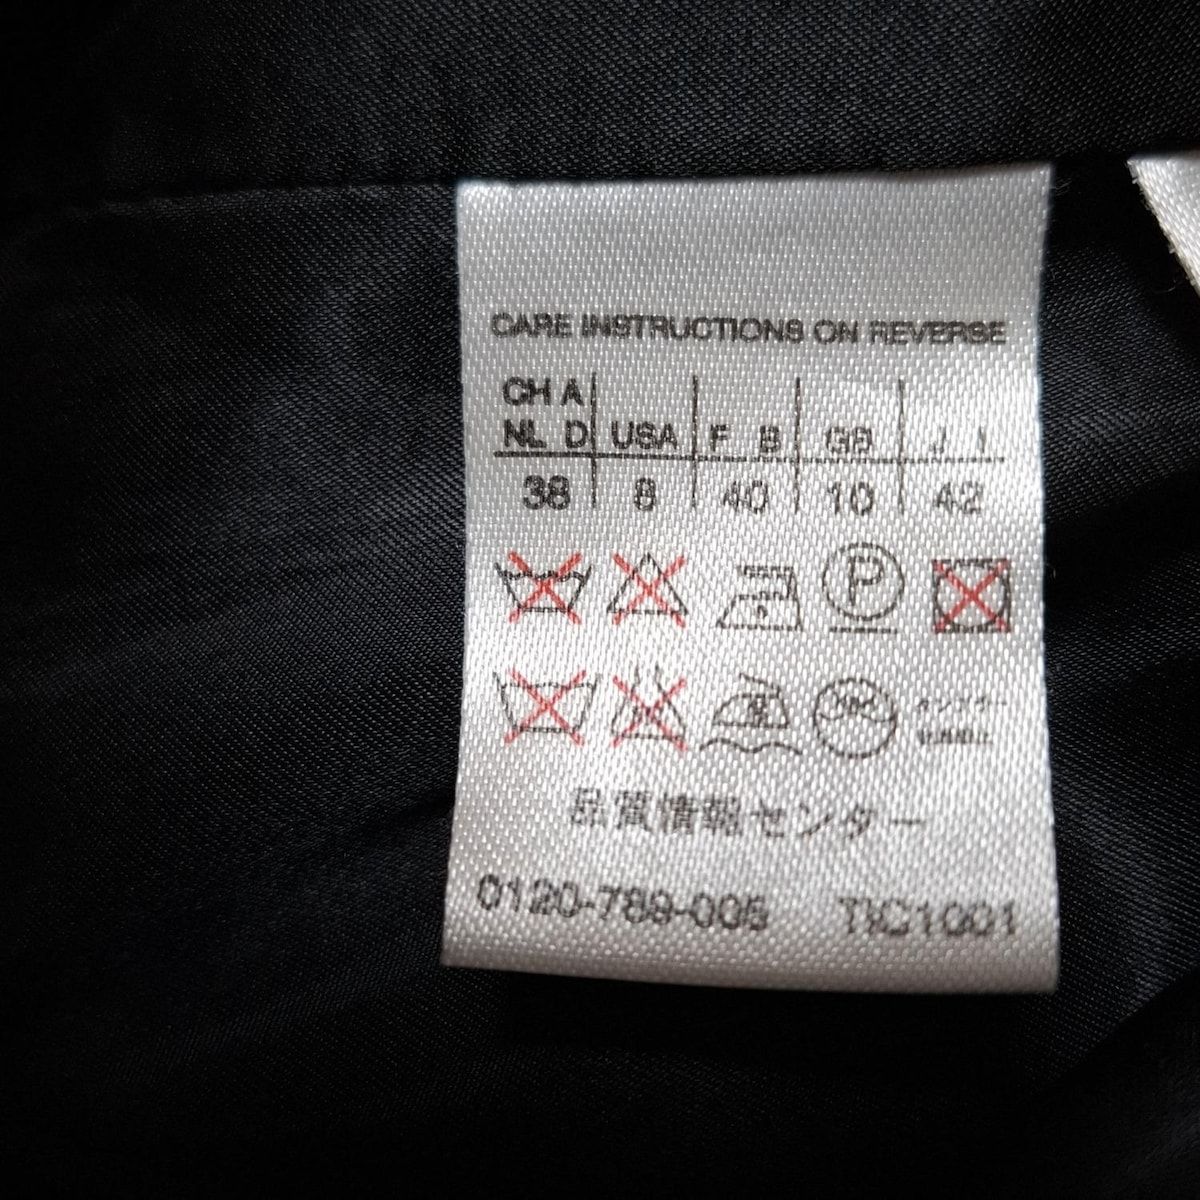 CARE INSTRUCTIONS ON REVERSE
CH A
NL D USA F B GB J I
38 8 40 10 42
P
品質情報センター
0120-789-005 TIC1001